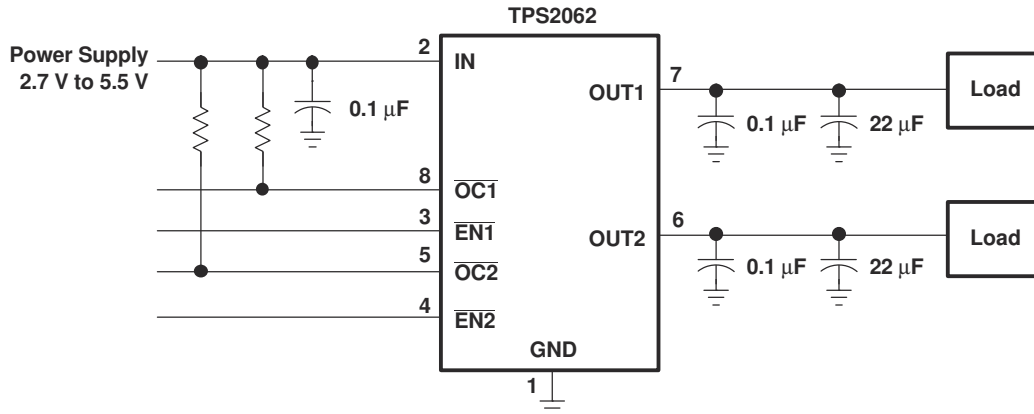 TPS2062
Power Supply
2.7 V to 5.5 V
2
IN
0.1 μF
7
OUT1
0.1 μF
22 μF
Load
8
OC1
3
EN1
5
OC2
4
EN2
6
OUT2
0.1 μF
22 μF
Load
GND
1